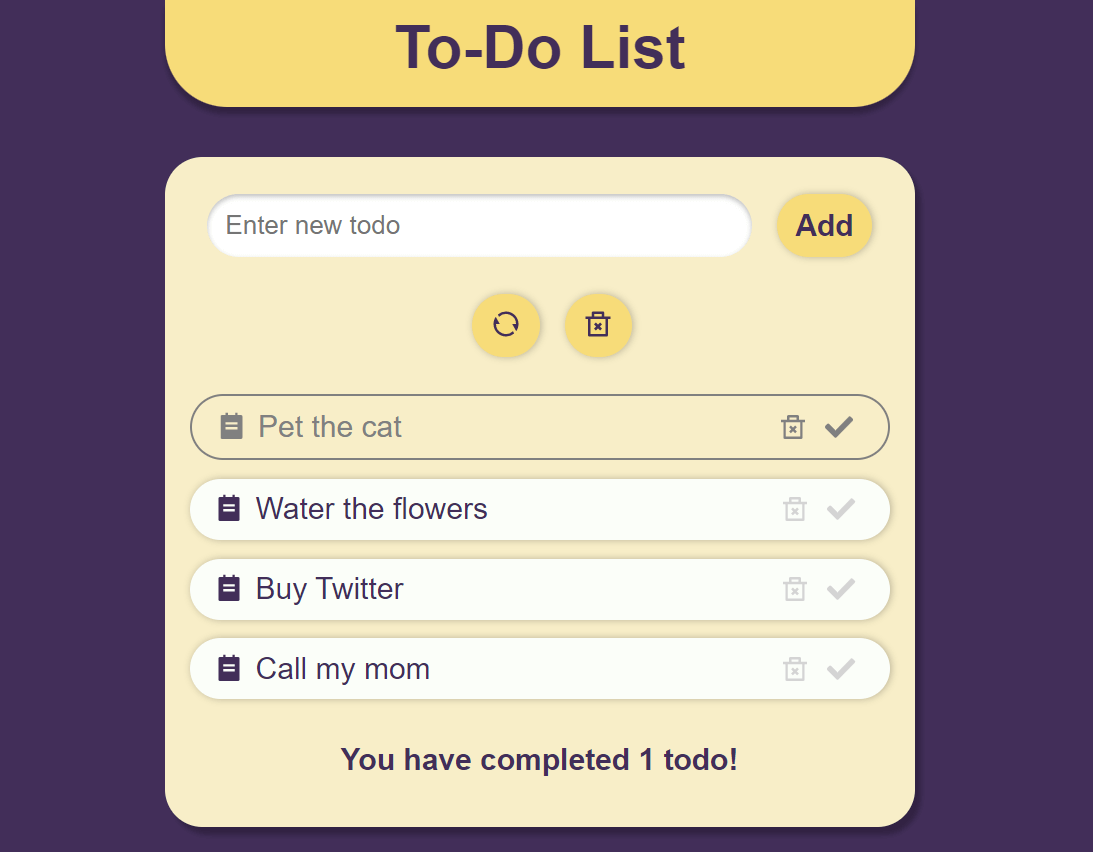 To-Do List
Enter new todo
Add
Pet the cat
Water the flowers
Buy Twitter
Call my mom
You have completed 1 todo!